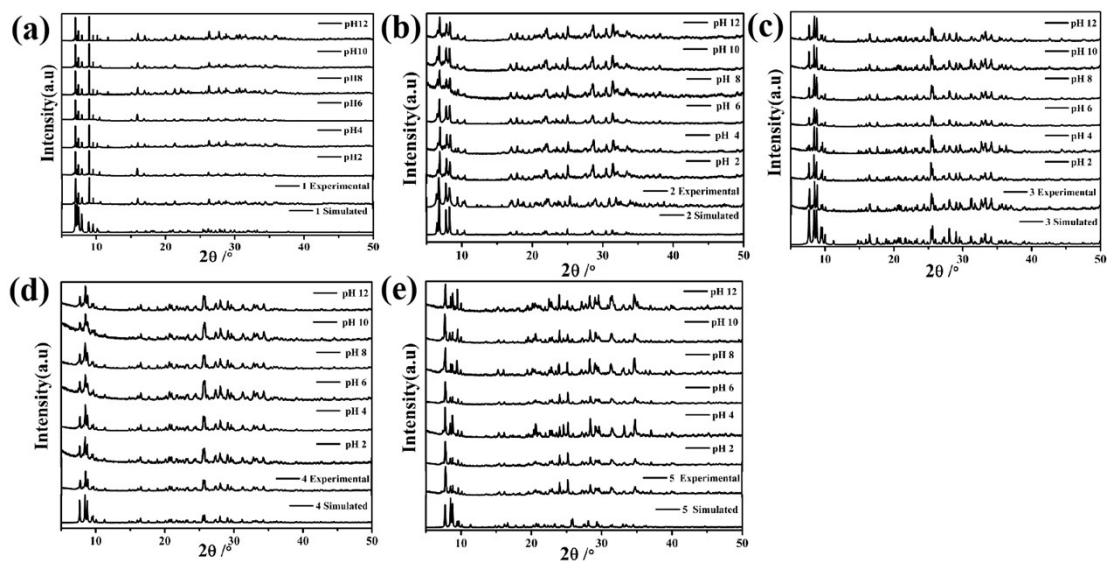 (a)
Intensity(a.u)
pH12
pH10
pH8
pH6
pH4
pH2
1 Experimental
1 Simulated
10 20 30 40 50
2θ /°
(b)
Intensity(a.u)
pH 12
pH 10
pH 8
pH 6
pH 4
pH 2
2 Experimental
2 Simulated
10 20 30 40 50
2θ /°
(c)
Intensity(a.u)
pH 12
pH 10
pH 8
pH 6
pH 4
pH 2
3 Experimental
3 Simulated
5 10 20 30 40 50
2θ /°
(d)
Intensity(a.u)
pH 12
pH 10
pH 8
pH 6
pH 4
pH 2
4 Experimental
4 Simulated
10 20 30 40 50
2θ /°
(e)
Intensity(a.u)
pH 12
pH 10
pH 8
pH 6
pH 4
pH 2
5 Experimental
5 Simulated
10 20 30 40 50
2θ /°